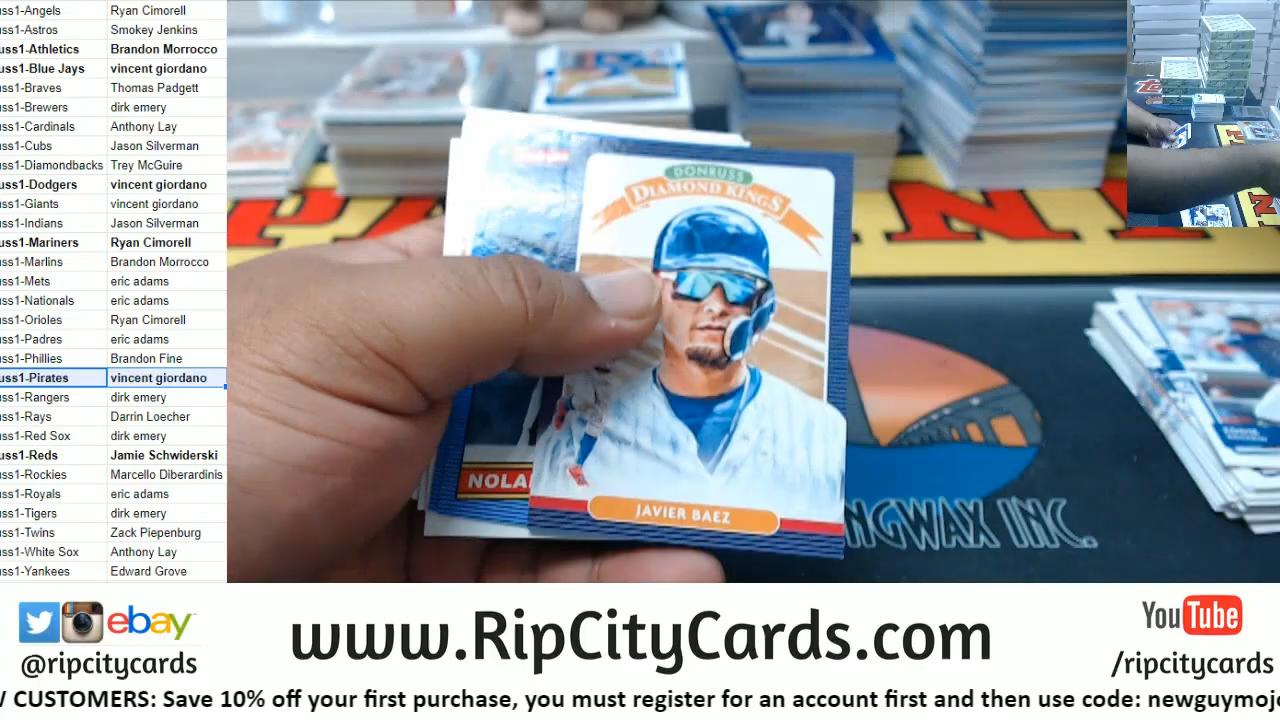 uss1-Angels Ryan Cimorell
uss1-Astros Smokey Jenkins
uss1-Athletics Brandon Morrocco
uss1-Blue Jays vincent giordano
uss1-Braves Thomas Padgett
uss1-Brewers dirk emery
uss1-Cardinals Anthony Lay
uss1-Cubs Jason Silverman
uss1-Diamondbacks Trey McGuire
uss1-Dodgers vincent giordano
uss1-Giants vincent giordano
uss1-Indians Jason Silverman
uss1-Mariners Ryan Cimorell
uss1-Marlins Brandon Morrocco
uss1-Mets eric adams
uss1-Nationals eric adams
uss1-Orioles Ryan Cimorell
uss1-Padres eric adams
uss1-Phillies Brandon Fine
uss1-Pirates vincent giordano
uss1-Rangers dirk emery
uss1-Rays Darrin Loecher
uss1-Red Sox dirk emery
uss1-Reds Jamie Schwiderski
uss1-Rockies Marcello Diberardinis
uss1-Royals eric adams
uss1-Tigers dirk emery
uss1-Twins Zack Piepenburg
uss1-White Sox Anthony Lay
uss1-Yankees Edward Grove
DONRUSS
DIAMOND KINGS
NOLA
JAVIER BAEZ
NGWAX INC.
ebay
@ripcitycards
www.RipCityCards.com
YouTube
/ripcitycards
W CUSTOMERS: Save 10% off your first purchase, you must register for an account first and then use code: newguymojo